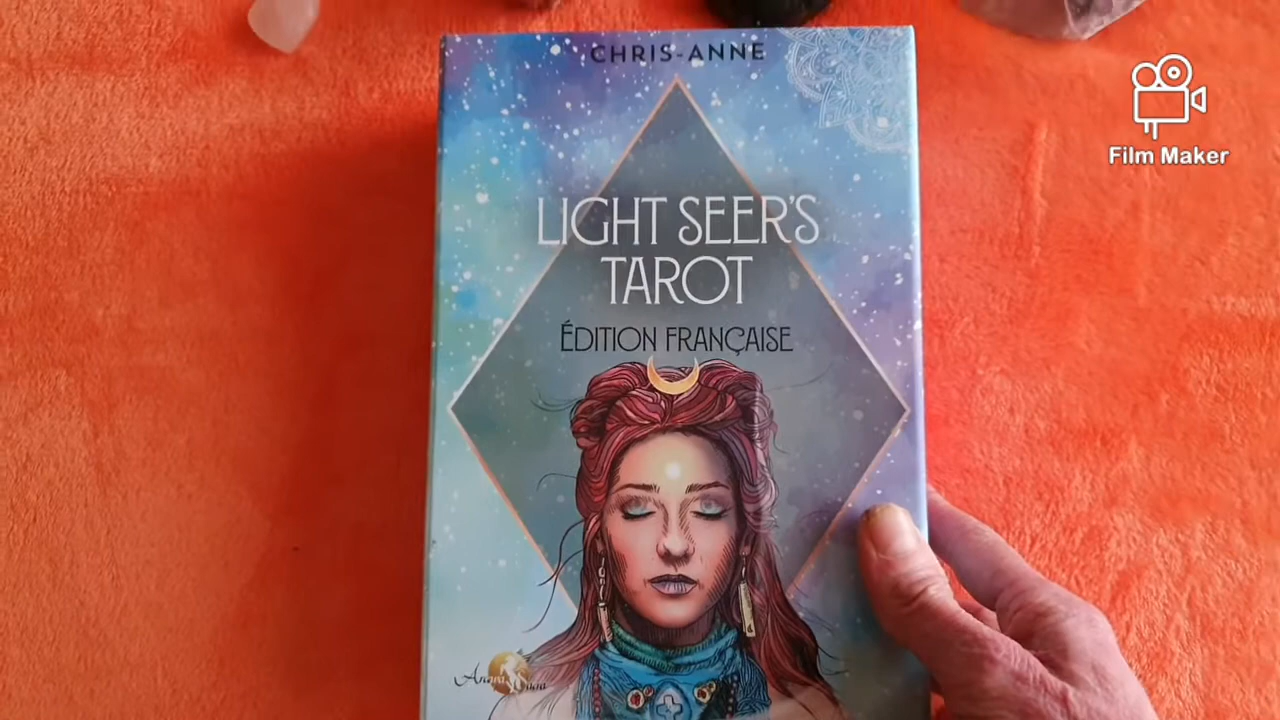 CHRIS-ANNE
LIGHT SEER'S
TAROT
ÉDITION FRANÇAISE
Film Maker